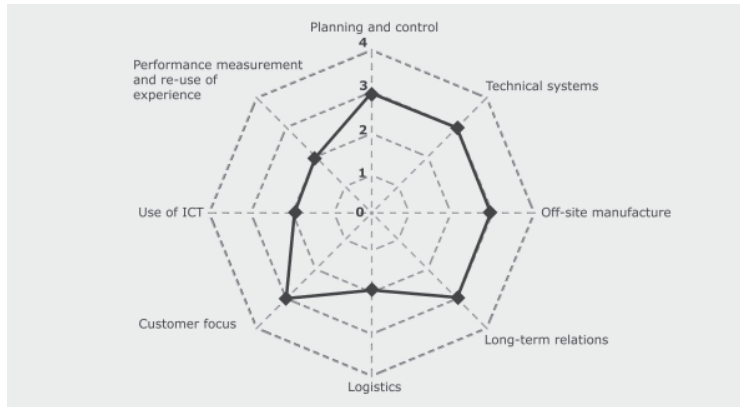 Planning and control
4
Performance measurement
and re-use of
experience
3
Technical systems
2
1
Use of ICT
0
Off-site manufacture
Customer focus
Long-term relations
Logistics